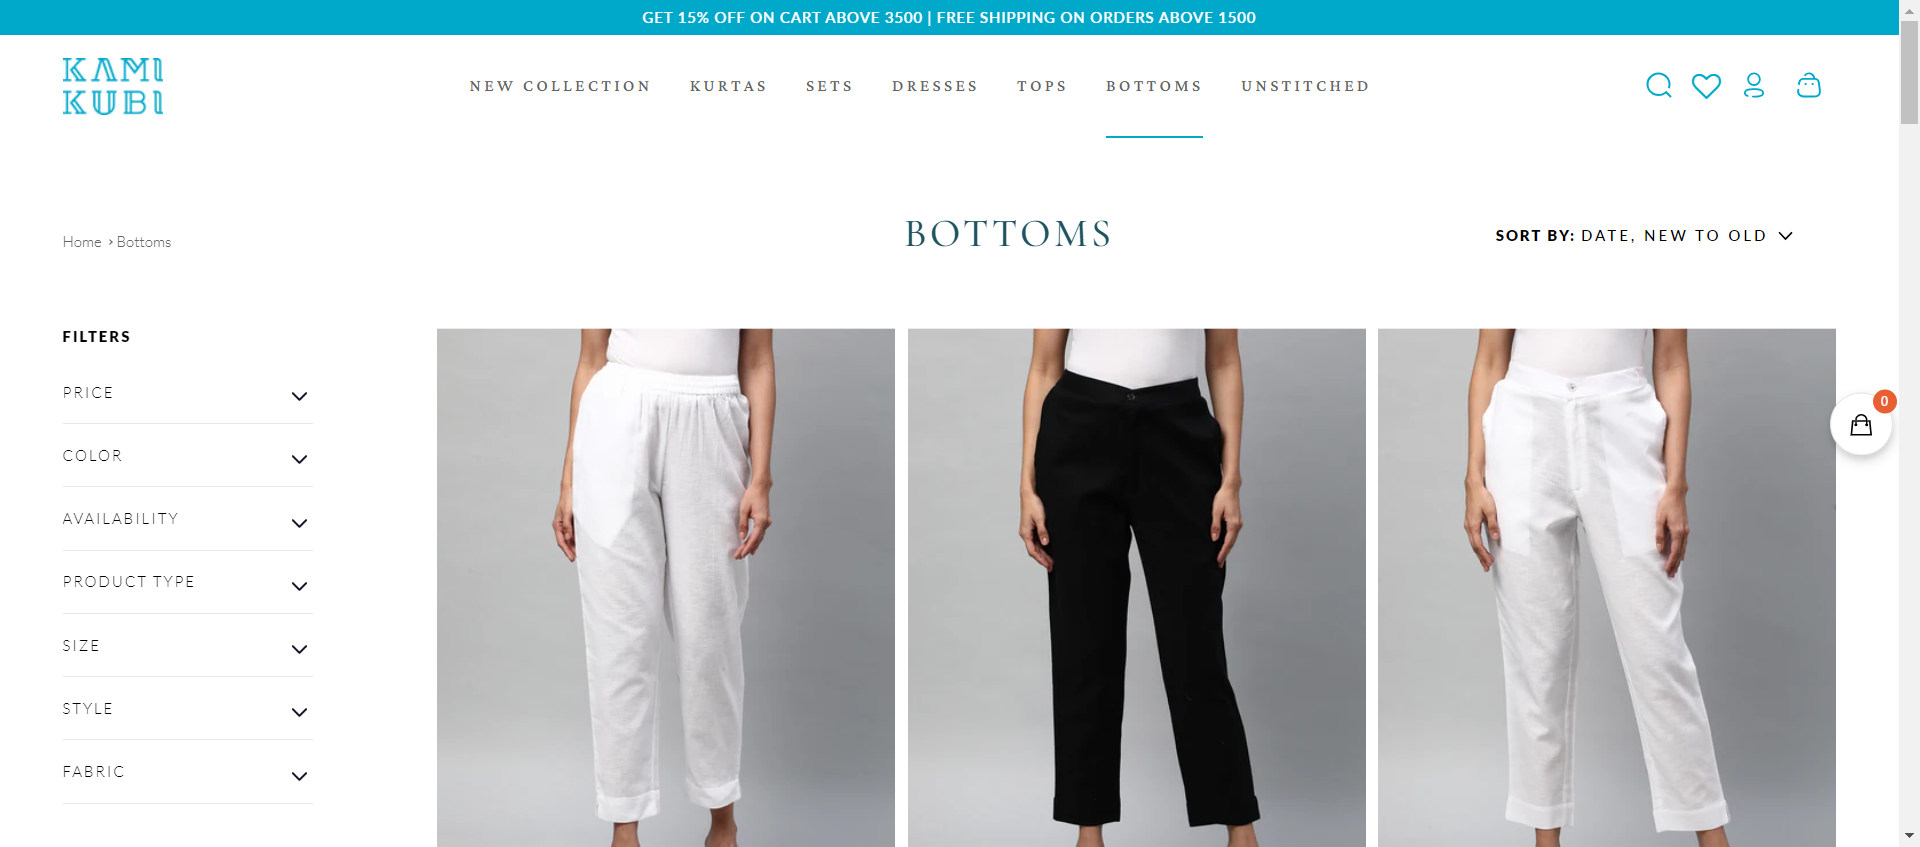 GET 15% OFF ON CART ABOVE 3500 | FREE SHIPPING ON ORDERS ABOVE 1500
KAMI
KUBI
NEW COLLECTION KURTAS SETS DRESSES TOPS BOTTOMS UNSTITCHED
Home › Bottoms
BOTTOMS
SORT BY: DATE, NEW TO OLD
FILTERS
PRICE
COLOR
AVAILABILITY
PRODUCT TYPE
SIZE
STYLE
FABRIC
0